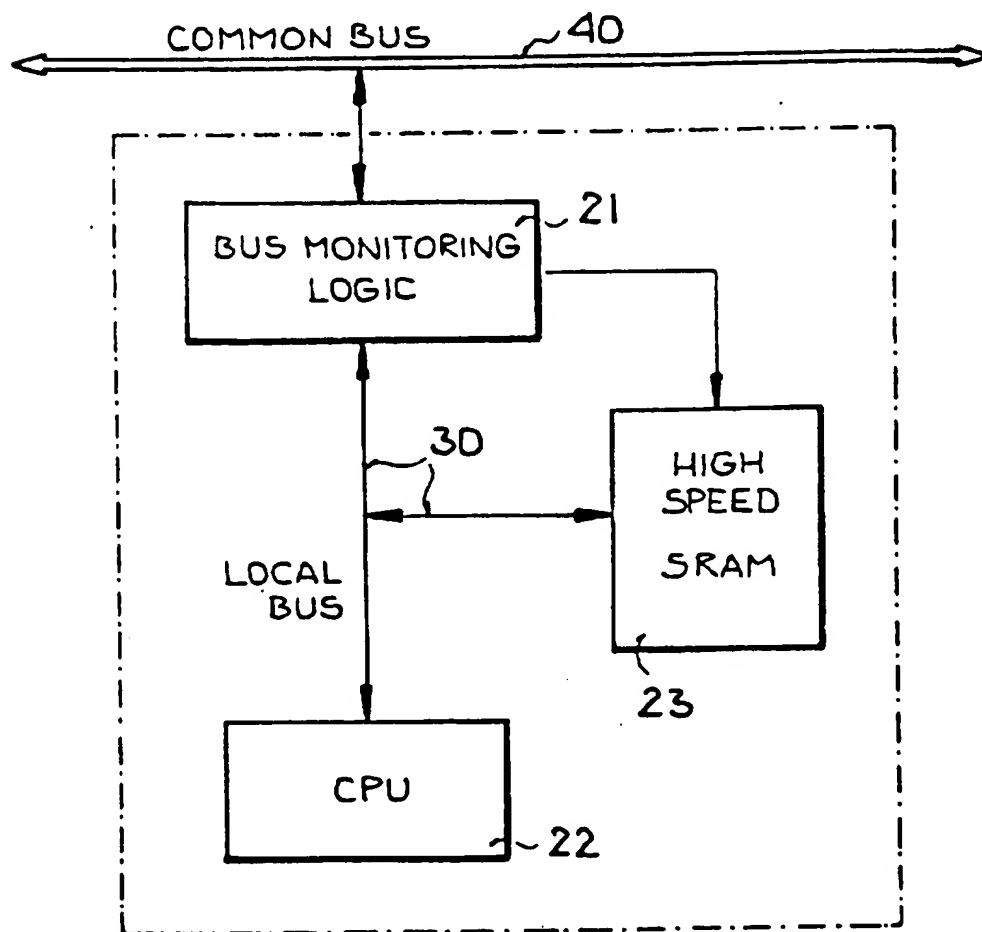 COMMON BUS
40
21
BUS MONITORING
LOGIC
30
HIGH
SPEED
SRAM
LOCAL
BUS
23
CPU
22